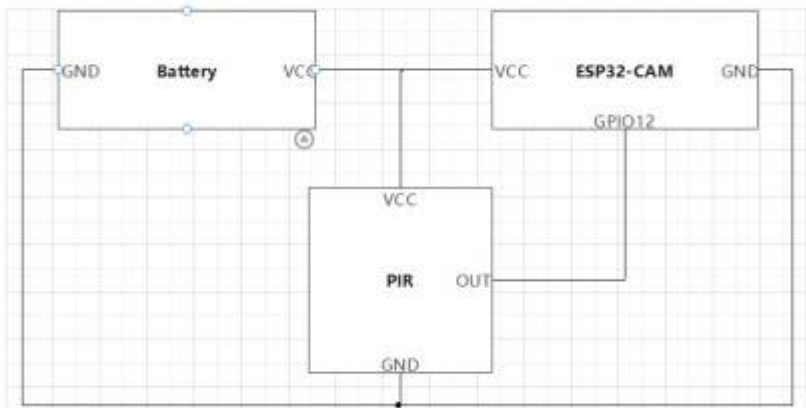 GND Battery VCC
VCC ESP32-CAM GND
GPIO12
VCC
PIR OUT
GND